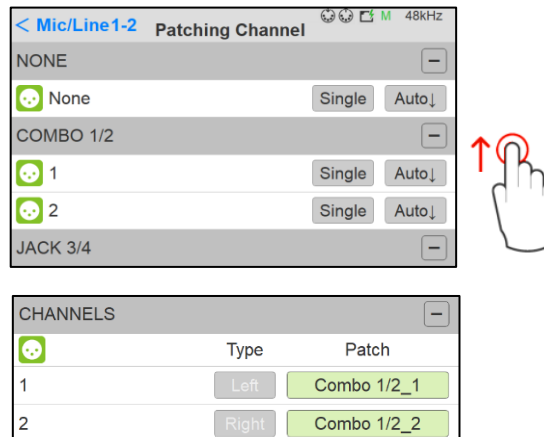 < Mic/Line1-2 Patching Channel M 48kHz
NONE
None Single Auto↓
COMBO 1/2
1 Single Auto↓
2 Single Auto↓
JACK 3/4
CHANNELS
Type Patch
1 Left Combo 1/2_1
2 Right Combo 1/2_2